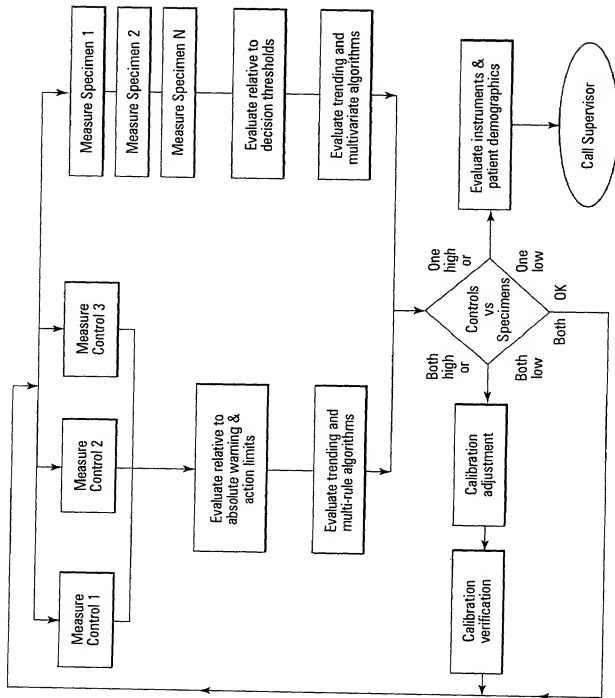 Measure
Control 1
Measure
Control 2
Measure
Control 3
Measure Specimen 1
Measure Specimen 2
Measure Specimen N
Evaluate relative to
absolute warning &
action limits
Evaluate relative to
decision thresholds
Evaluate trending and
multi-rule algorithms
Evaluate trending and
multivariate algorithms
Controls
vs
Specimens
Both
high or
Both
low
One
high or
One
low
Both OK
Calibration
adjustment
Calibration
verification
Evaluate instruments &
patient demographics
Call Supervisor